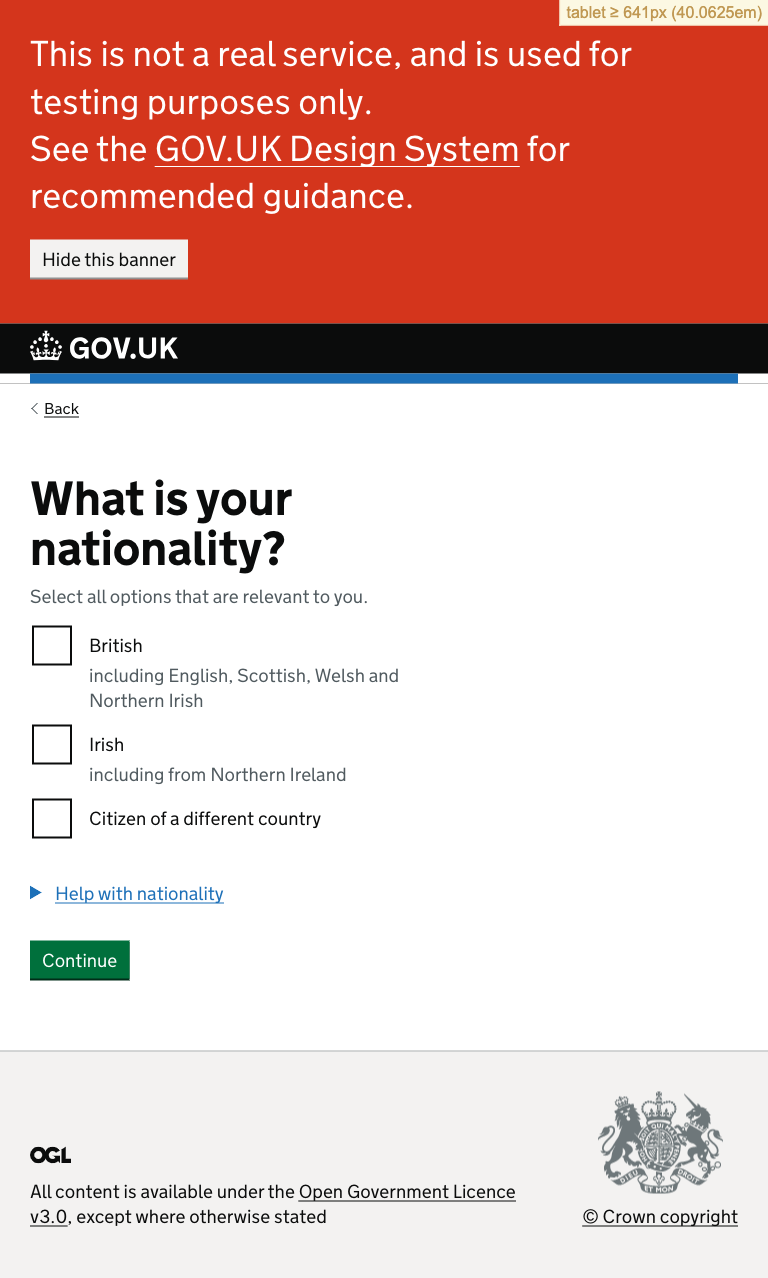 tablet ≥ 641px (40.0625em)
This is not a real service, and is used for
testing purposes only.
See the GOV.UK Design System for
recommended guidance.
Hide this banner
GOV.UK
Back
What is your
nationality?
Select all options that are relevant to you.
British
including English, Scottish, Welsh and
Northern Irish
Irish
including from Northern Ireland
Citizen of a different country
Help with nationality
Continue
OGL
All content is available under the Open Government Licence
v3.0, except where otherwise stated
DIEU ET MON DROIT
© Crown copyright